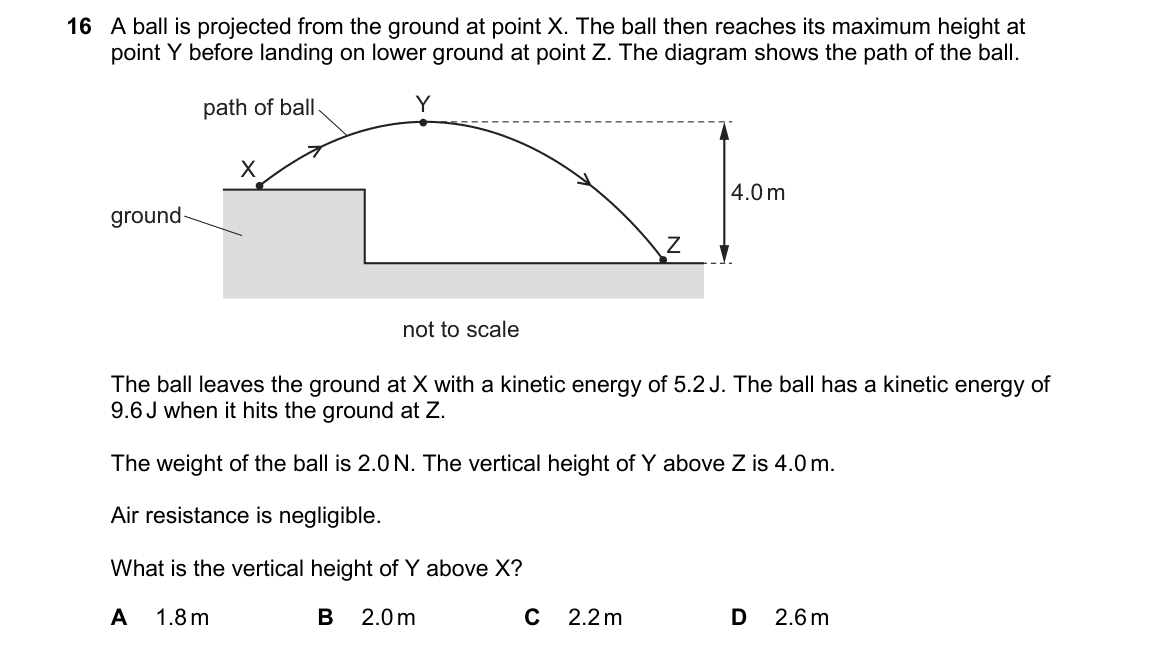 16 A ball is projected from the ground at point X. The ball then reaches its maximum height at
point Y before landing on lower ground at point Z. The diagram shows the path of the ball.
path of ball
Y
X
4.0 m
ground
Z
not to scale
The ball leaves the ground at X with a kinetic energy of 5.2 J. The ball has a kinetic energy of
9.6 J when it hits the ground at Z.
The weight of the ball is 2.0 N. The vertical height of Y above Z is 4.0 m.
Air resistance is negligible.
What is the vertical height of Y above X?
A 1.8 m B 2.0 m C 2.2 m D 2.6 m